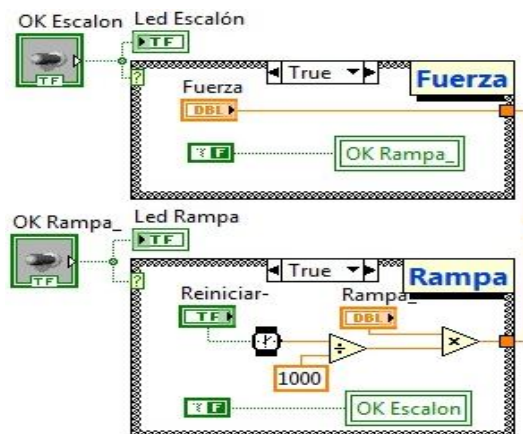 OK Escalon
Led Escalón
TF
TF
?
True
Fuerza
Fuerza
DBL
F
OK Rampa_
OK Rampa_
Led Rampa
TF
TF
?
True
Rampa
Reiniciar-
Rampa_
TF
DBL
÷
×
1000
F
OK Escalon